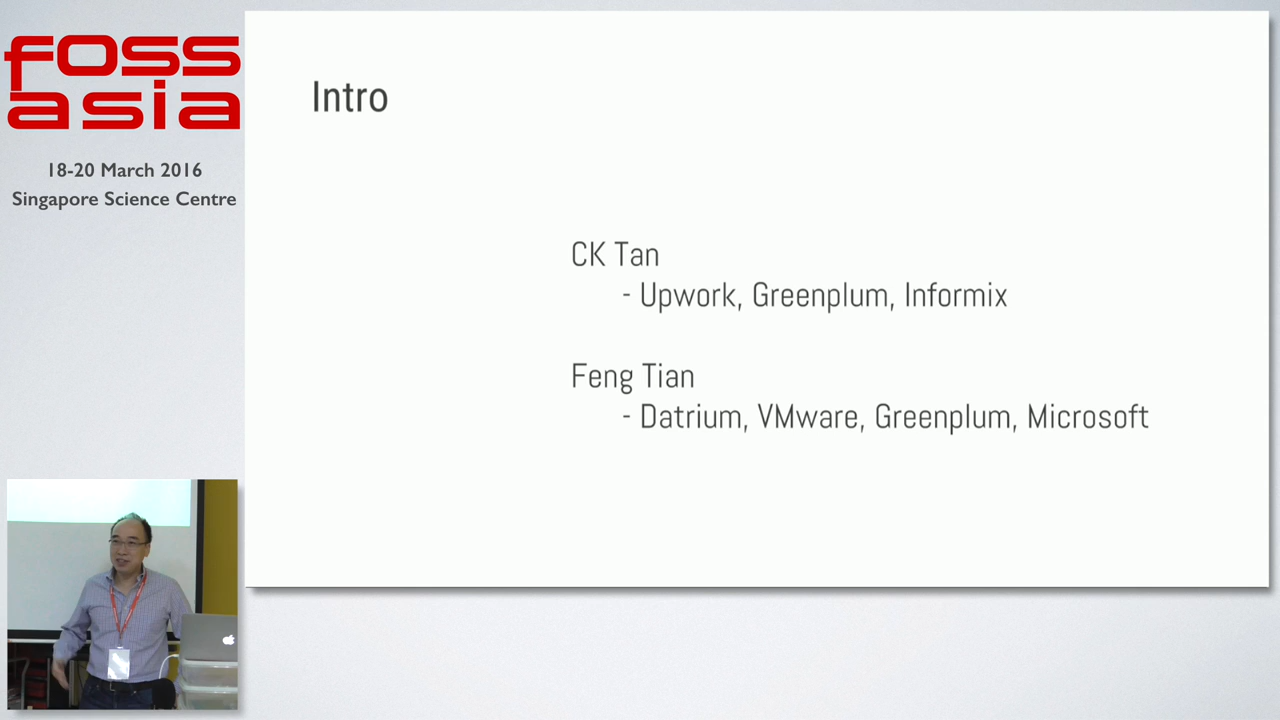 foss
asia
18-20 March 2016
Singapore Science Centre
Intro
CK Tan
- Upwork, Greenplum, Informix
Feng Tian
- Datrium, VMware, Greenplum, Microsoft